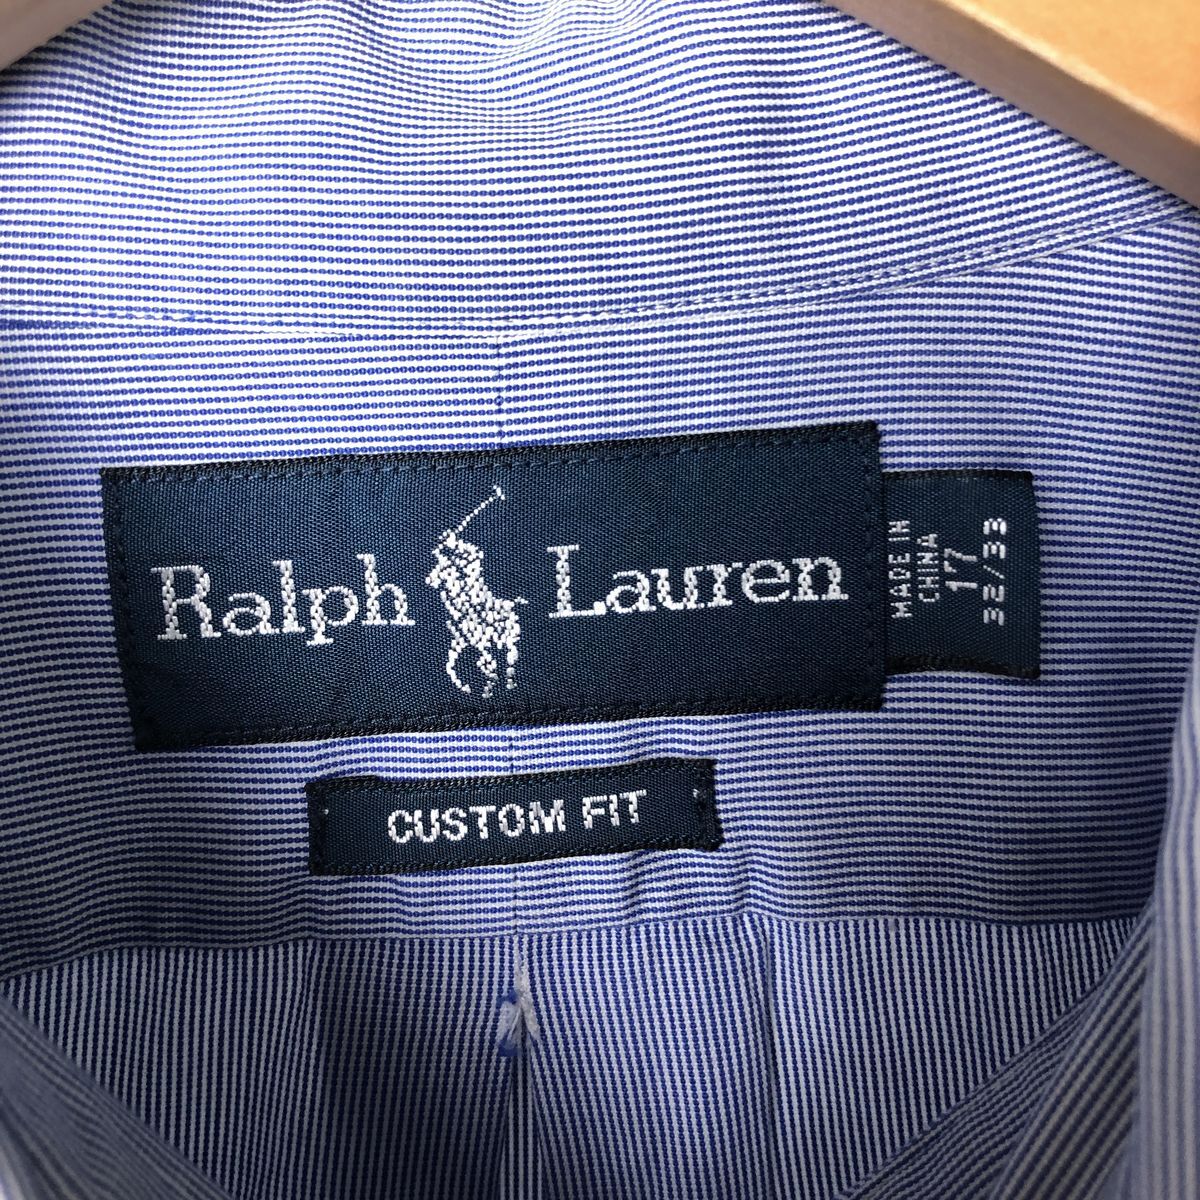 Ralph Lauren
MADE IN
CHINA
17
32/33
CUSTOM FIT